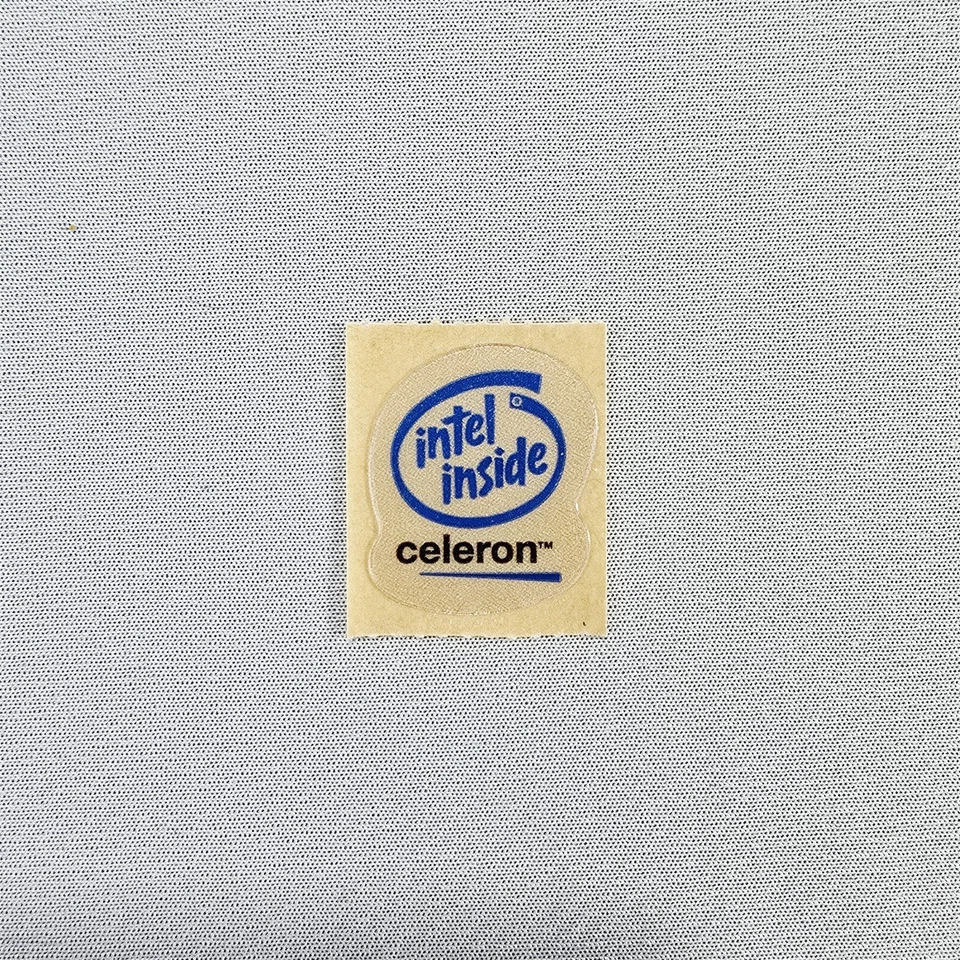 intel
inside
celeron™